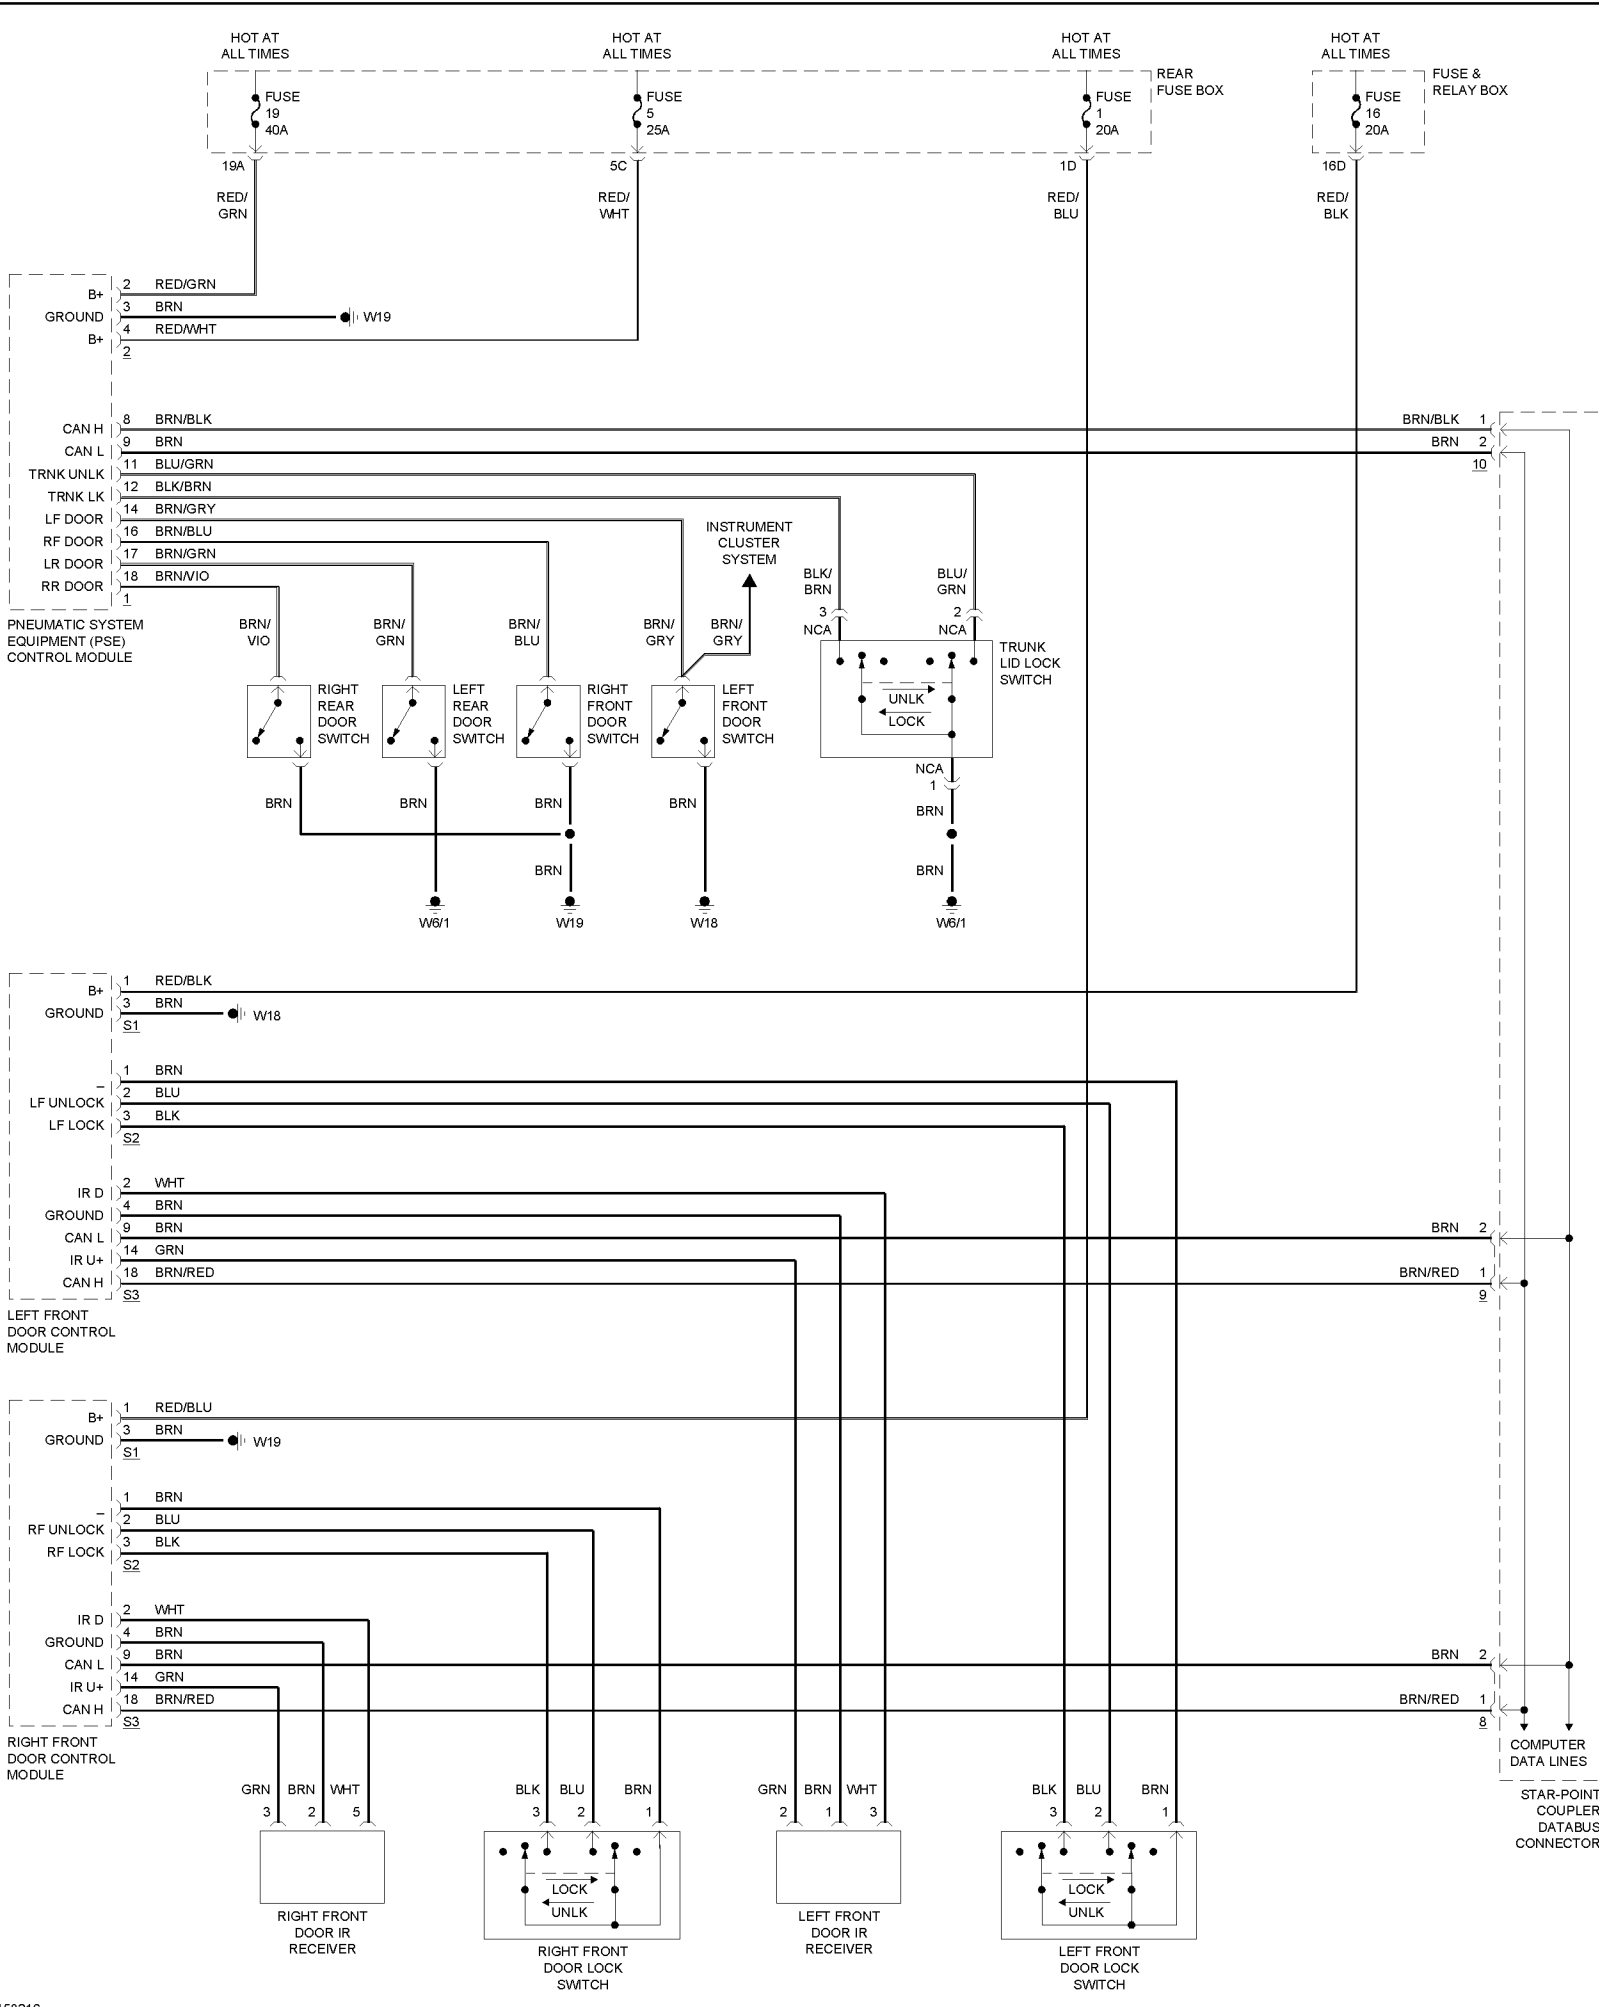 HOT AT
ALL TIMES
HOT AT
ALL TIMES
HOT AT
ALL TIMES
HOT AT
ALL TIMES
REAR
FUSE BOX
FUSE &
RELAY BOX
FUSE
19
40A
FUSE
5
25A
FUSE
1
20A
FUSE
16
20A
19A
5C
1D
16D
RED/
GRN
RED/
WHT
RED/
BLU
RED/
BLK
B+ 2 RED/GRN
GROUND 3 BRN W19
B+ 4 RED/WHT
2
CAN H 8 BRN/BLK BRN/BLK 1
CAN L 9 BRN BRN 2
10
TRNK UNLK 11 BLU/GRN
TRNK LK 12 BLK/BRN
LF DOOR 14 BRN/GRY
RF DOOR 16 BRN/BLU
LR DOOR 17 BRN/GRN
RR DOOR 18 BRN/VIO
1
PNEUMATIC SYSTEM
EQUIPMENT (PSE)
CONTROL MODULE
INSTRUMENT
CLUSTER
SYSTEM
BRN/
VIO
BRN/
GRN
BRN/
BLU
BRN/
GRY
BRN/
GRY
BLK/
BRN
3
NCA
BLU/
GRN
2
NCA
RIGHT
REAR
DOOR
SWITCH
LEFT
REAR
DOOR
SWITCH
RIGHT
FRONT
DOOR
SWITCH
LEFT
FRONT
DOOR
SWITCH
TRUNK
LID LOCK
SWITCH
UNLK
LOCK
NCA
1
BRN BRN BRN BRN BRN
BRN BRN
W6/1 W19 W18 W6/1
B+ 1 RED/BLK
GROUND 3 BRN W18
S1
– 1 BRN
LF UNLOCK 2 BLU
LF LOCK 3 BLK
S2
IR D 2 WHT
GROUND 4 BRN
CAN L 9 BRN BRN 2
IR U+ 14 GRN
CAN H 18 BRN/RED BRN/RED 1
S3 9
LEFT FRONT
DOOR CONTROL
MODULE
B+ 1 RED/BLU
GROUND 3 BRN W19
S1
– 1 BRN
RF UNLOCK 2 BLU
RF LOCK 3 BLK
S2
IR D 2 WHT
GROUND 4 BRN
CAN L 9 BRN BRN 2
IR U+ 14 GRN
CAN H 18 BRN/RED BRN/RED 1
S3 8
RIGHT FRONT
DOOR CONTROL
MODULE
COMPUTER
DATA LINES
STAR-POINT
COUPLER
DATABUS
CONNECTOR
GRN BRN WHT BLK BLU BRN GRN BRN WHT BLK BLU BRN
3 2 5 3 2 1 2 1 3 3 2 1
LOCK
UNLK
LOCK
UNLK
RIGHT FRONT
DOOR IR
RECEIVER
RIGHT FRONT
DOOR LOCK
SWITCH
LEFT FRONT
DOOR IR
RECEIVER
LEFT FRONT
DOOR LOCK
SWITCH